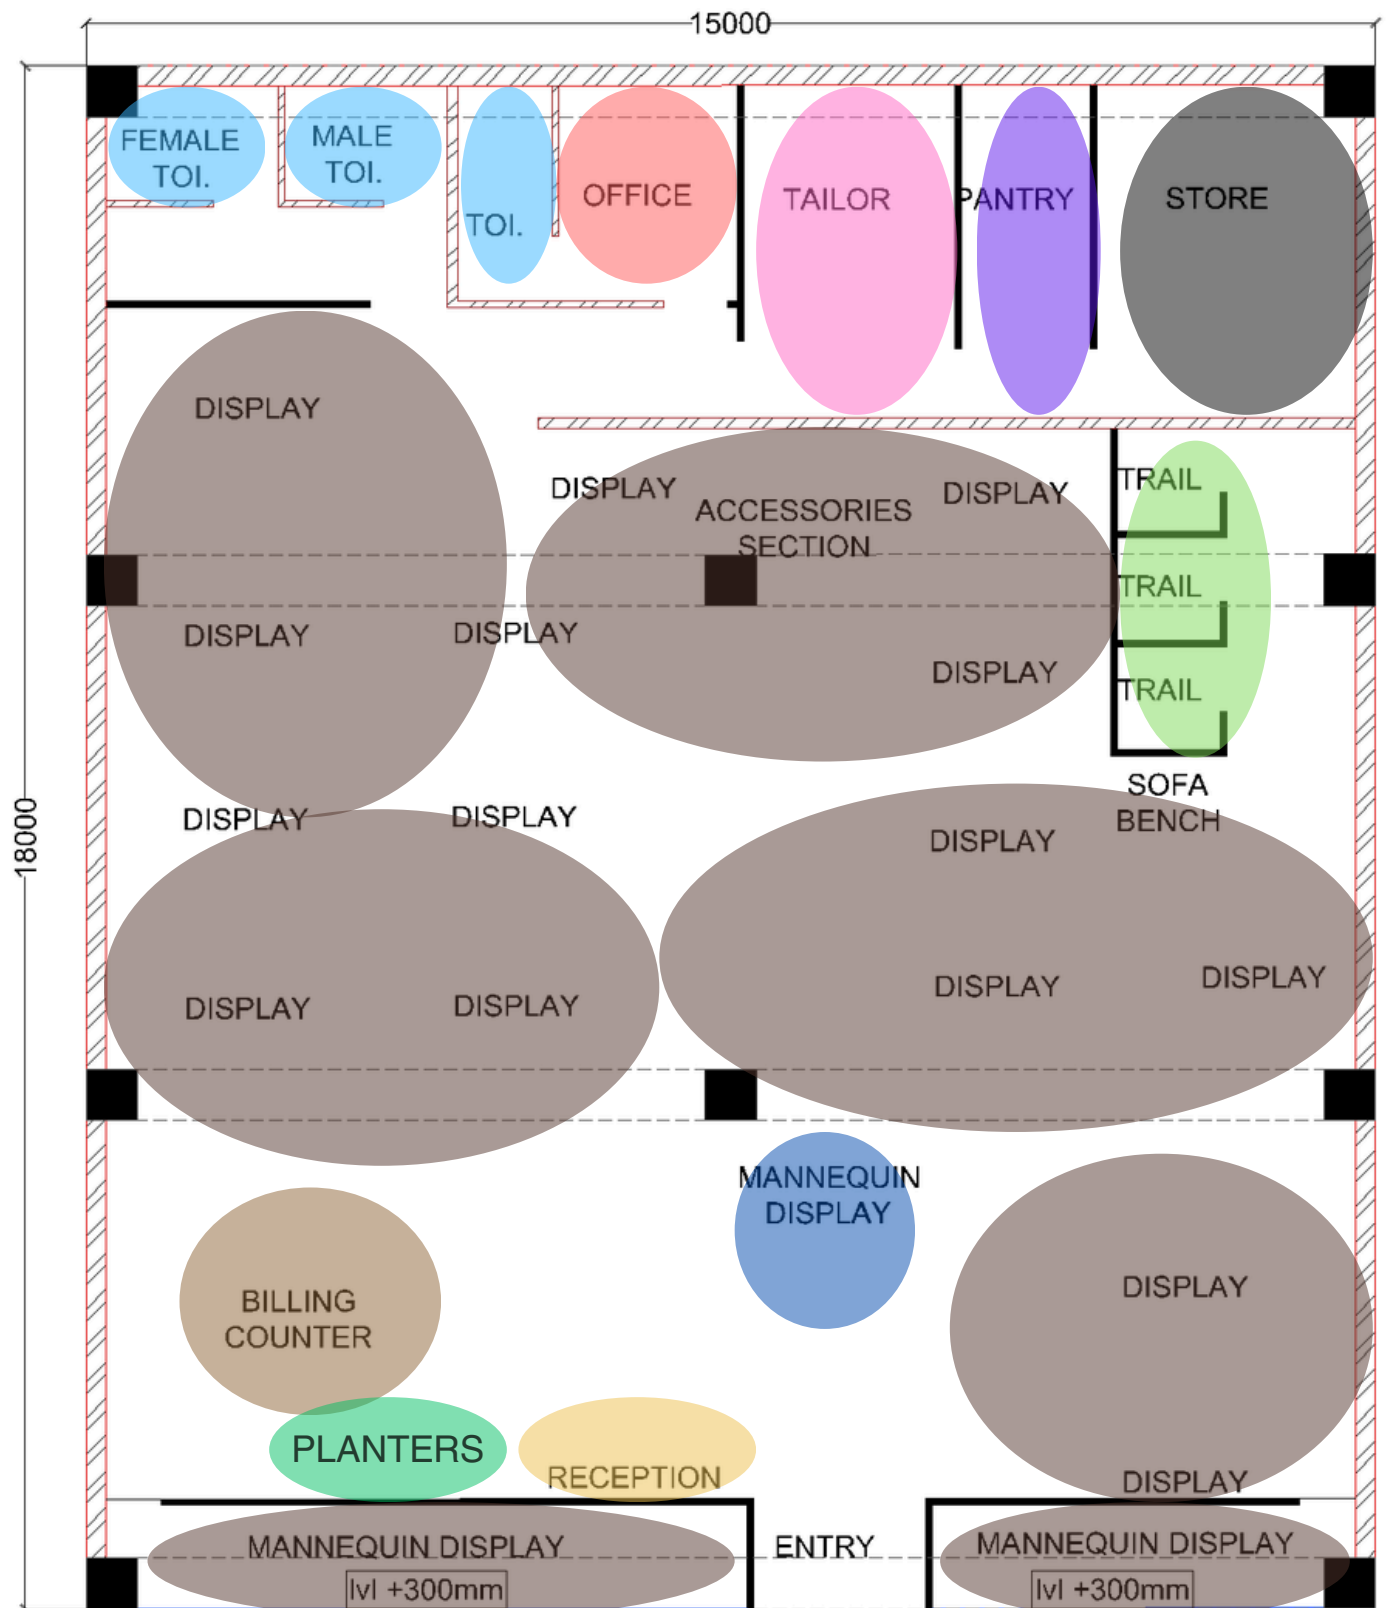 15000
FEMALE
TOI.
MALE
TOI.
TOI.
OFFICE
TAILOR
PANTRY
STORE
DISPLAY
DISPLAY
ACCESSORIES
SECTION
DISPLAY
TRAIL
TRAIL
TRAIL
DISPLAY
DISPLAY
DISPLAY
SOFA
BENCH
DISPLAY
DISPLAY
DISPLAY
18000
DISPLAY
DISPLAY
DISPLAY
DISPLAY
MANNEQUIN
DISPLAY
BILLING
COUNTER
DISPLAY
PLANTERS
RECEPTION
DISPLAY
MANNEQUIN DISPLAY
lvl +300mm
ENTRY
MANNEQUIN DISPLAY
lvl +300mm